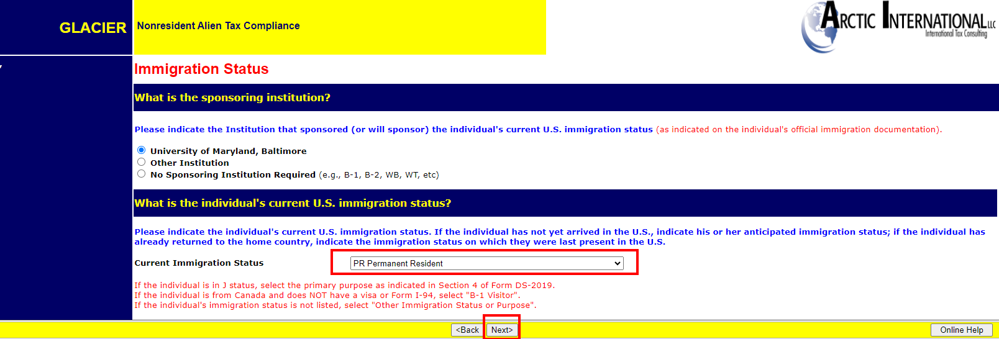 GLACIER
Nonresident Alien Tax Compliance
ARCTIC INTERNATIONAL LLC
International Tax Consulting
Immigration Status
What is the sponsoring institution?
Please indicate the Institution that sponsored (or will sponsor) the individual's current U.S. immigration status (as indicated on the individual's official immigration documentation).
University of Maryland, Baltimore
Other Institution
No Sponsoring Institution Required (e.g., B-1, B-2, WB, WT, etc)
What is the individual's current U.S. immigration status?
Please indicate the individual's current U.S. immigration status. If the individual has not yet arrived in the U.S., indicate his or her anticipated immigration status; if the individual has
already returned to the home country, indicate the immigration status on which they were last present in the U.S.
Current Immigration Status
PR Permanent Resident
If the individual is in J status, select the primary purpose as indicated in Section 4 of Form DS-2019.
If the individual is from Canada and does NOT have a visa or Form I-94, select "B-1 Visitor".
If the individual's immigration status is not listed, select "Other Immigration Status or Purpose".
<Back
Next>
Online Help